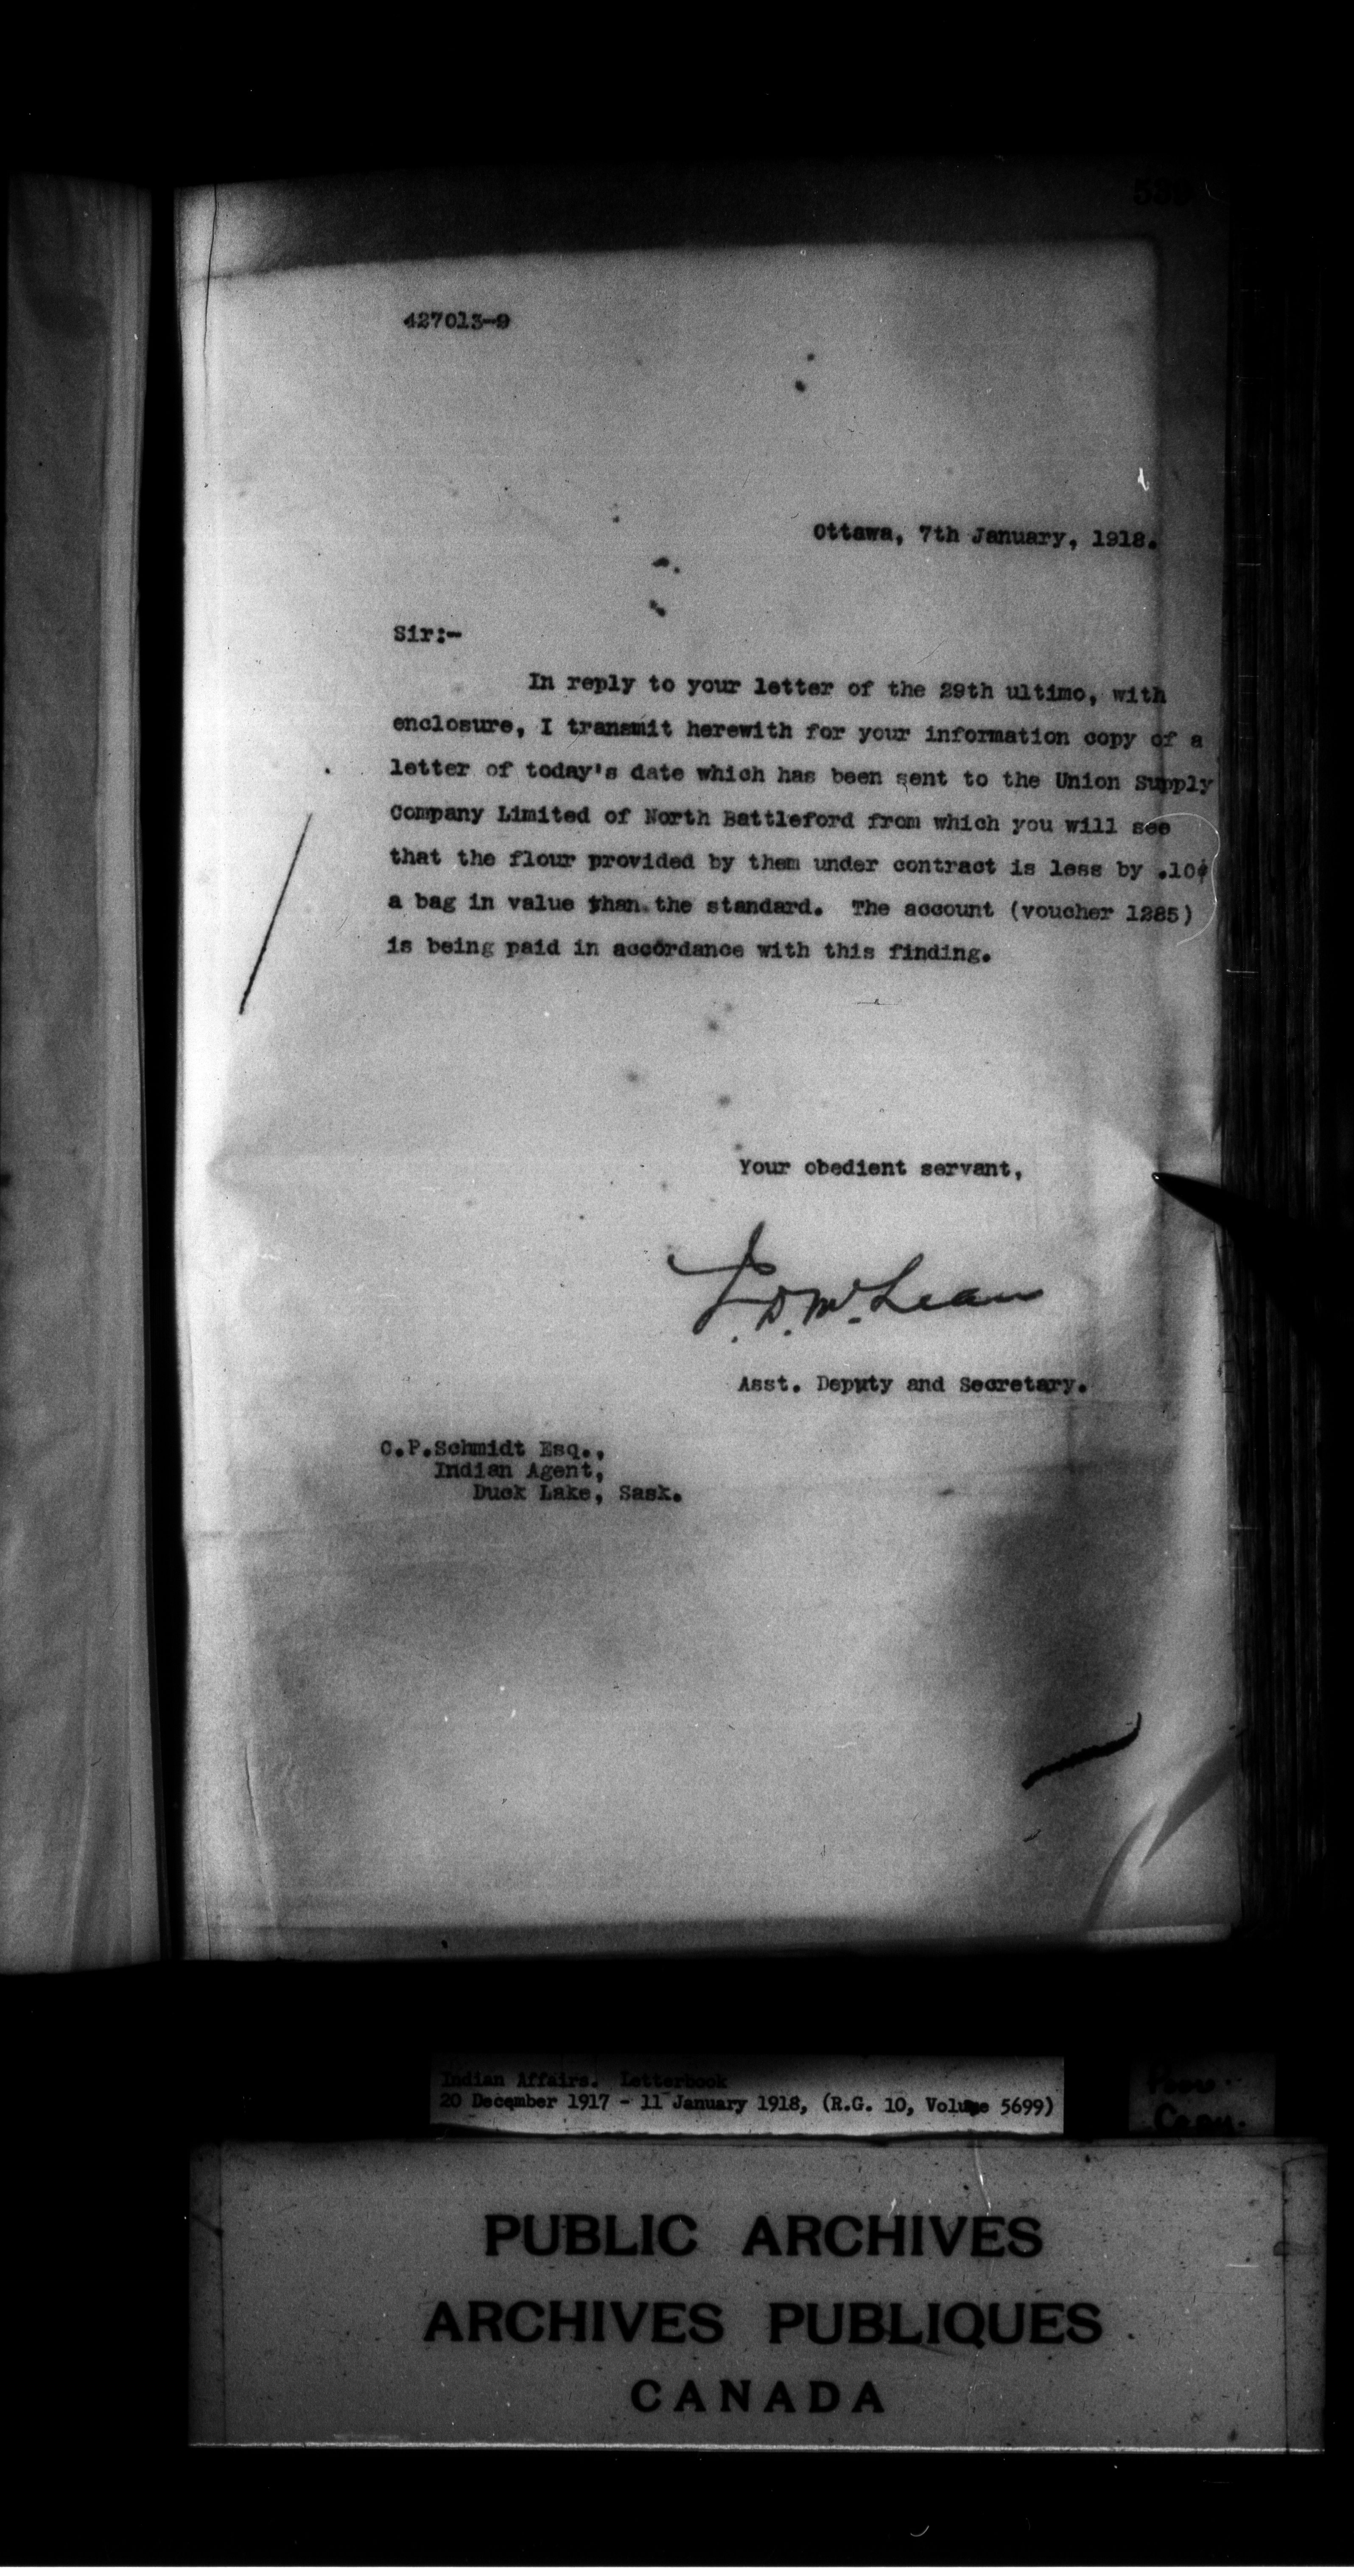 427013-9
Ottawa, 7th January, 1918.
Sir:-
In reply to your letter of the 29th ultimo, with
enclosure, I transmit herewith for your information copy of a
letter of today's date which has been sent to the Union Supply
Company Limited of North Battleford from which you will see
that the flour provided by them under contract is less by .10¢
a bag in value than the standard. The account (voucher 1285)
is being paid in accordance with this finding.
Your obedient servant,
J.D. McLean
Asst. Deputy and Secretary.
C.P.Schmidt Esq.,
Indian Agent,
Duck Lake, Sask.
Indian Affairs. Letterbook
20 December 1917 - 11 January 1918, (R.G. 10, Volume 5699)
PUBLIC ARCHIVES
ARCHIVES PUBLIQUES
CANADA